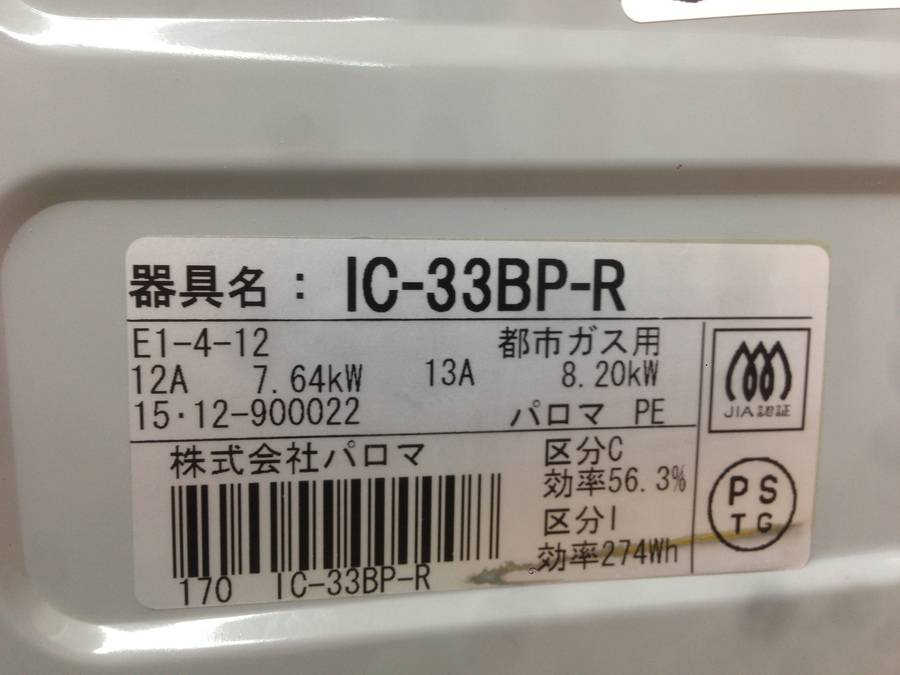 器具名 : IC-33BP-R
E1-4-12 都市ガス用
12A 7.64kW 13A 8.20kW
15・12-900022 パロマ PE
JIA認証
株式会社パロマ
区分C
効率56.3%
区分I
効率274Wh
170 IC-33BP-R
PS
TG